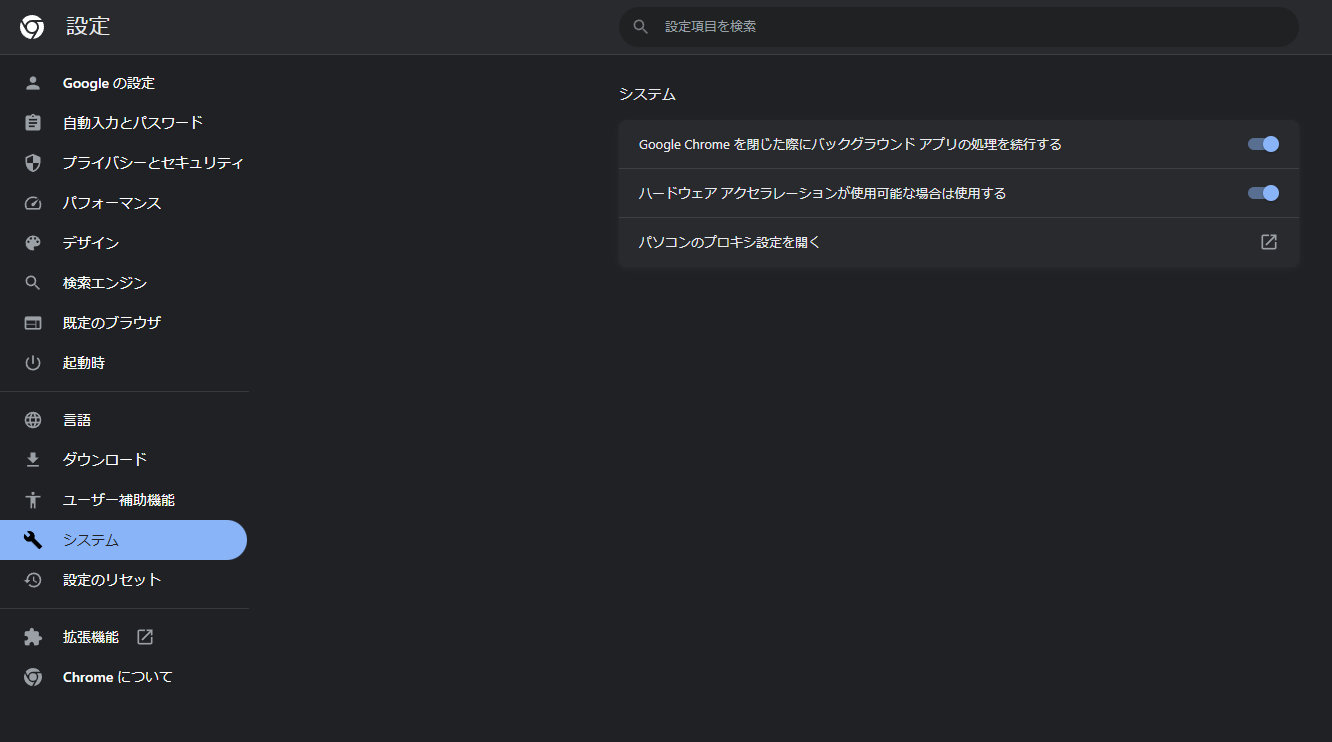 設定
設定項目を検索
Google の設定
自動入力とパスワード
プライバシーとセキュリティ
パフォーマンス
デザイン
検索エンジン
既定のブラウザ
起動時
言語
ダウンロード
ユーザー補助機能
システム
設定のリセット
拡張機能
Chrome について
システム
Google Chrome を閉じた際にバックグラウンド アプリの処理を続行する
ハードウェア アクセラレーションが使用可能な場合は使用する
パソコンのプロキシ設定を開く